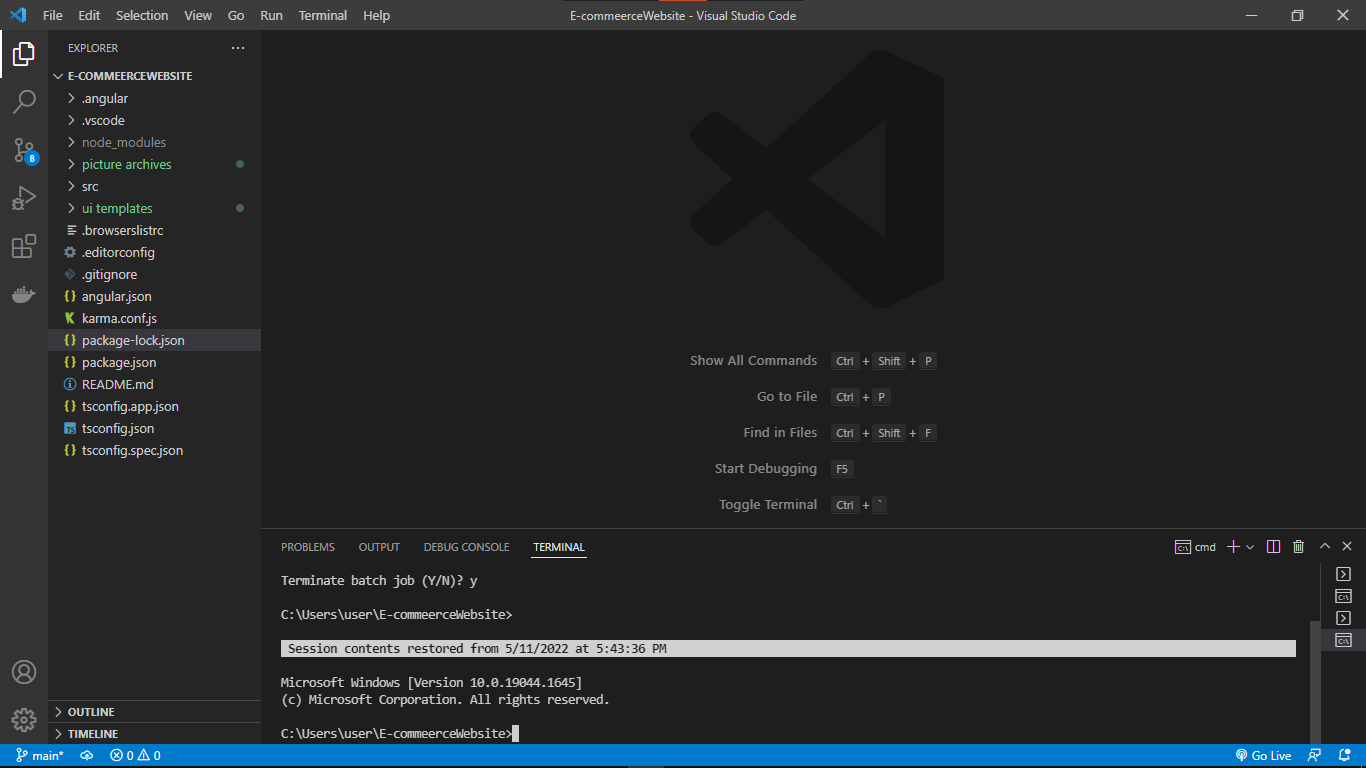 File Edit Selection View Go Run Terminal Help
E-commeerceWebsite - Visual Studio Code
EXPLORER
E-COMMEERCEWEBSITE
.angular
.vscode
node_modules
picture archives
src
ui templates
.browserslistrc
.editorconfig
.gitignore
angular.json
karma.conf.js
package-lock.json
package.json
README.md
tsconfig.app.json
tsconfig.json
tsconfig.spec.json
OUTLINE
TIMELINE
8
Show All Commands Ctrl + Shift + P
Go to File Ctrl + P
Find in Files Ctrl + Shift + F
Start Debugging F5
Toggle Terminal Ctrl + `
PROBLEMS OUTPUT DEBUG CONSOLE TERMINAL
cmd
Terminate batch job (Y/N)? y
C:\Users\user\E-commeerceWebsite>
Session contents restored from 5/11/2022 at 5:43:36 PM
Microsoft Windows [Version 10.0.19044.1645]
(c) Microsoft Corporation. All rights reserved.
C:\Users\user\E-commeerceWebsite>
main* 0 0 Go Live